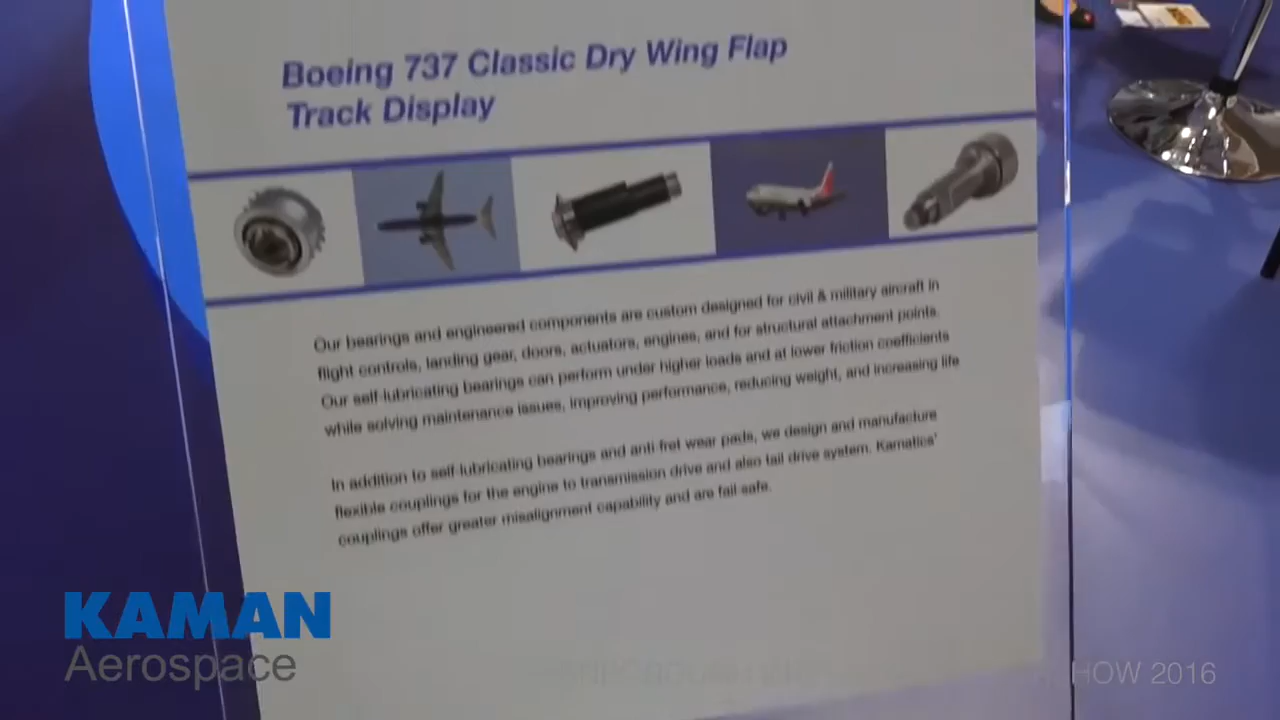 Boeing 737 Classic Dry Wing Flap
Track Display
Our bearings and engineered components are custom designed for civil & military aircraft in
flight controls, landing gear, doors, actuators, engines, and for structural attachment points.
Our self-lubricating bearings can perform under higher loads and at lower friction coefficients
while solving maintenance issues, improving performance, reducing weight, and increasing life
In addition to self-lubricating bearings and anti-fret wear pads, we design and manufacture
flexible couplings for the engine to transmission drive and also tail drive system. Kamatics'
couplings offer greater misalignment capability and are fail-safe.
KAMAN
Aerospace
HOW 2016